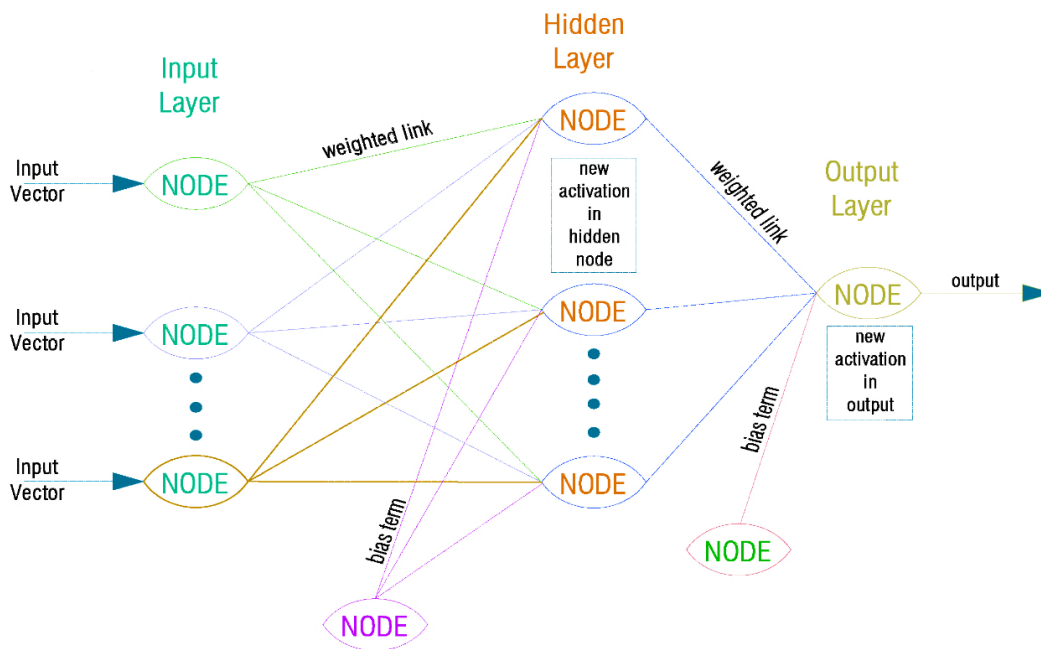 Hidden
Layer
Input
Layer
NODE
weighted link
Input
Vector
NODE
new
activation
in
hidden
node
weighted link
Output
Layer
Input
Vector
NODE
NODE
NODE
output
new
activation
in
output
bias term
Input
Vector
NODE
NODE
bias term
NODE
NODE